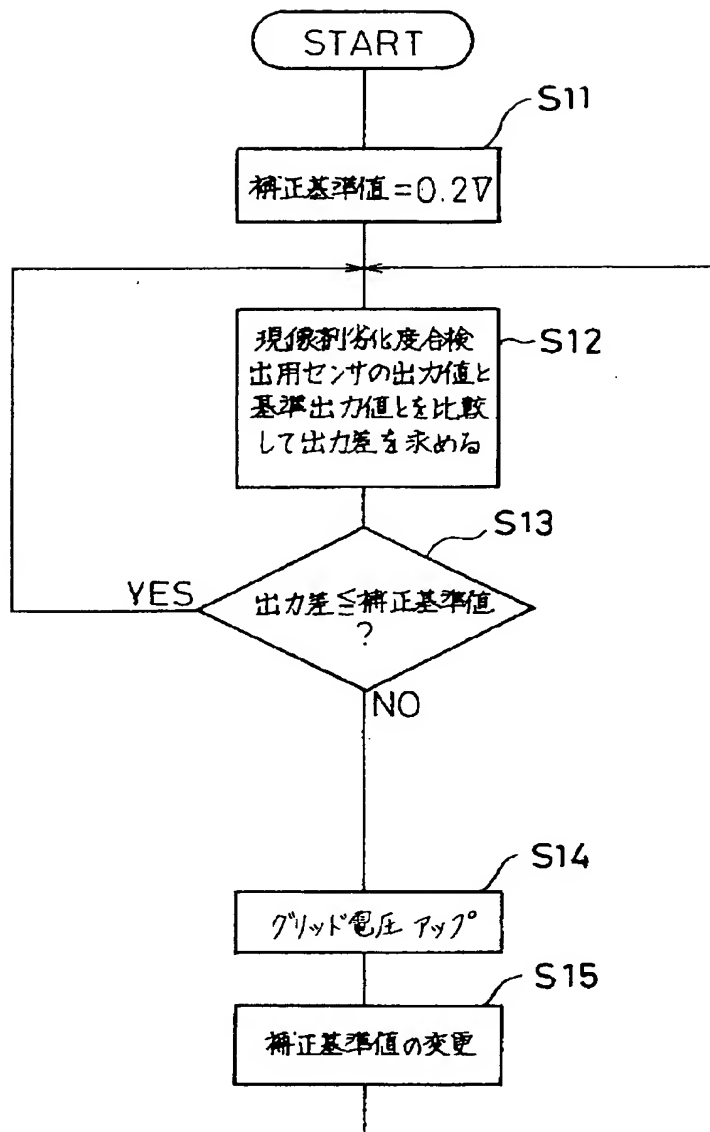 START
S11
補正基準値=0.2V
現像剤劣化度合検
出用センサの出力値と
基準出力値とを比較
して出力差を求める
S12
S13
YES
出力差≦補正基準値
?
NO
S14
グリッド電圧アップ
S15
補正基準値の変更